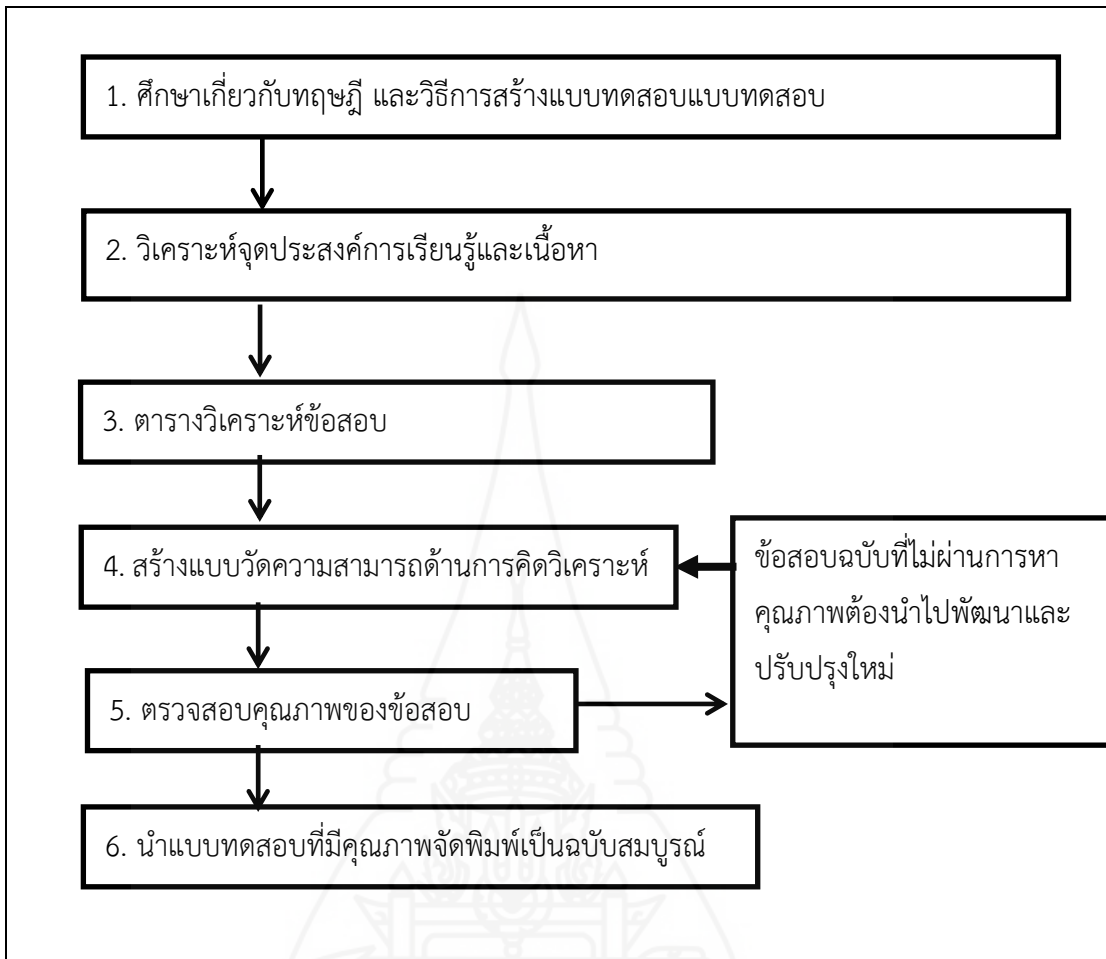 1. ศึกษาเกี่ยวกับทฤษฎี และวิธีการสร้างแบบทดสอบแบบทดสอบ
2. วิเคราะห์จุดประสงค์การเรียนรู้และเนื้อหา
3. ตารางวิเคราะห์ข้อสอบ
4. สร้างแบบวัดความสามารถด้านการคิดวิเคราะห์
ข้อสอบฉบับที่ไม่ผ่านการหา
คุณภาพต้องนำไปพัฒนาและ
ปรับปรุงใหม่
5. ตรวจสอบคุณภาพของข้อสอบ
6. นำแบบทดสอบที่มีคุณภาพจัดพิมพ์เป็นฉบับสมบูรณ์